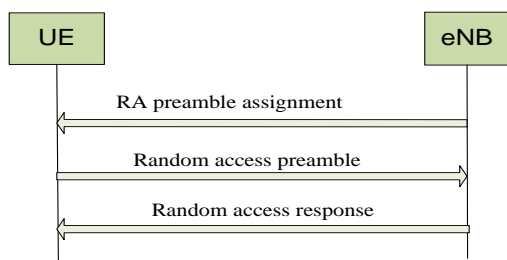 UE
eNB
RA preamble assignment
Random access preamble
Random access response